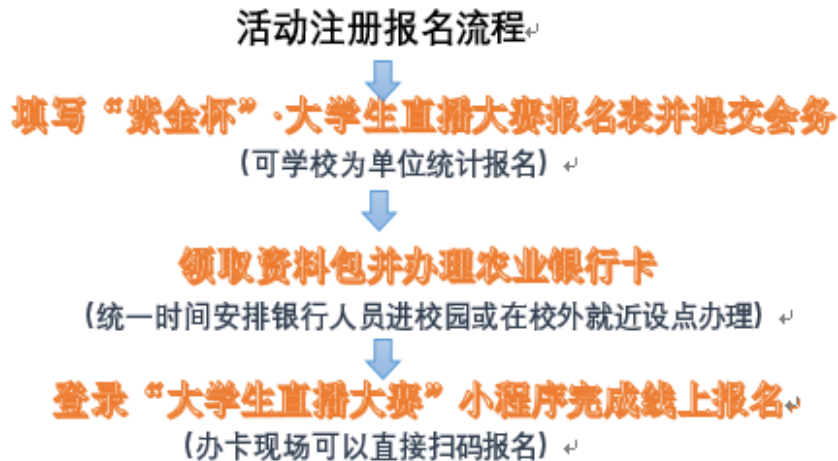 活动注册报名流程
填写“紫金杯”·大学生直播大赛报名表并提交会务
（可学校为单位统计报名）
领取资料包并办理农业银行卡
（统一时间安排银行人员进校园或在校外就近设点办理）
登录“大学生直播大赛”小程序完成线上报名
（办卡现场可以直接扫码报名）